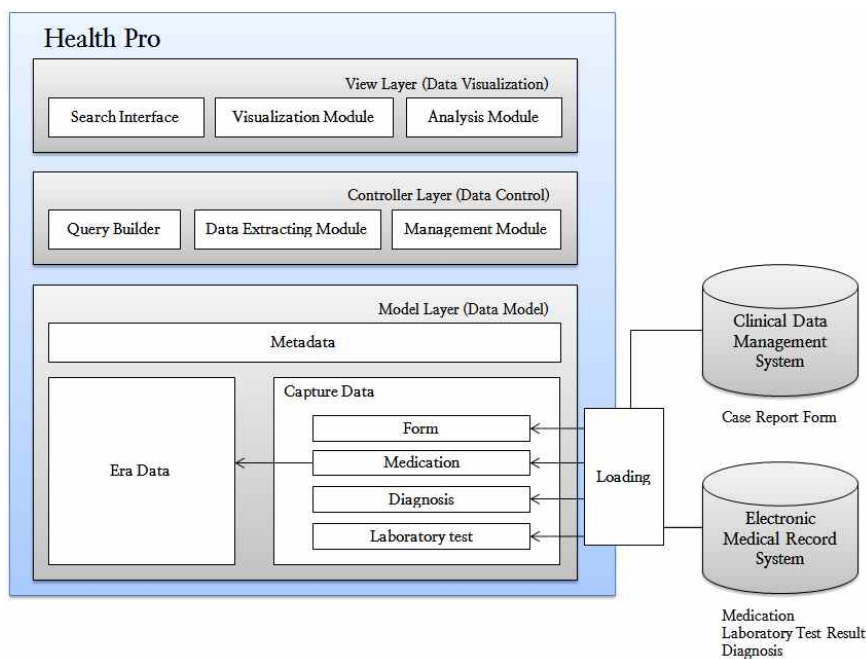 Health Pro
View Layer (Data Visualization)
Search Interface
Visualization Module
Analysis Module
Controller Layer (Data Control)
Query Builder
Data Extracting Module
Management Module
Model Layer (Data Model)
Metadata
Era Data
Capture Data
Form
Medication
Diagnosis
Laboratory test
Loading
Clinical Data
Management
System
Case Report Form
Electronic
Medical Record
System
Medication
Laboratory Test Result
Diagnosis